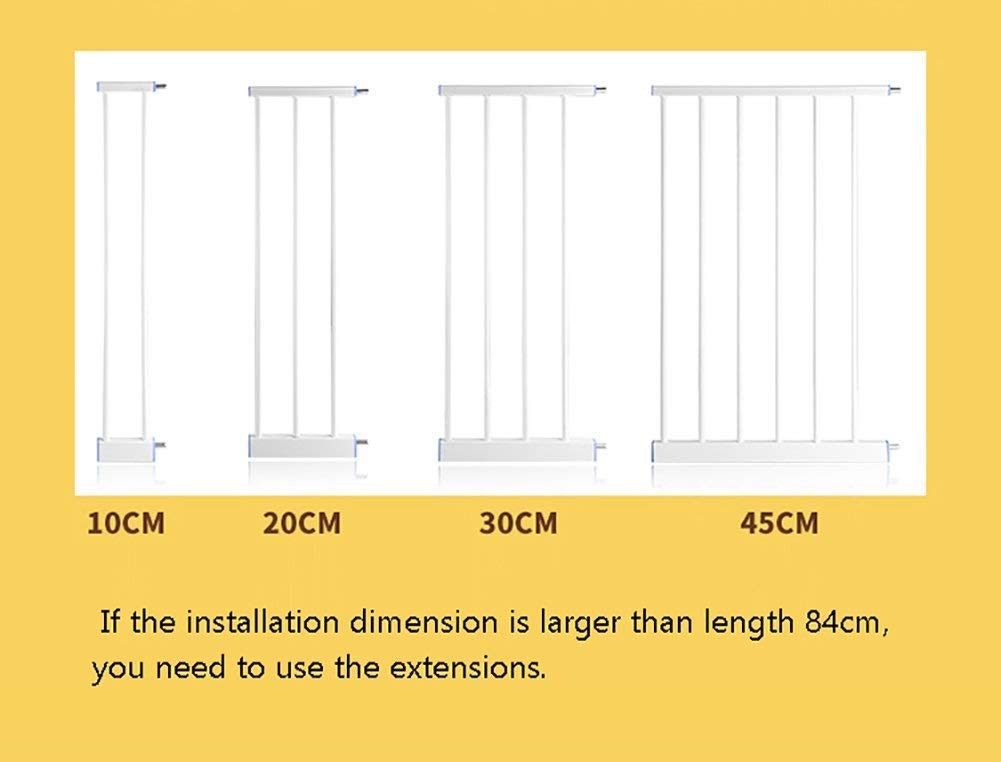 10CM 20CM 30CM 45CM
If the installation dimension is larger than length 84cm,
you need to use the extensions.